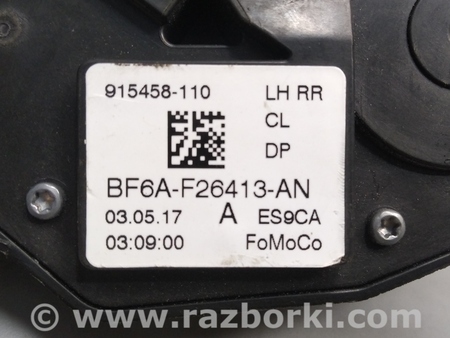 915458-110 LH RR
CL
DP
BF6A-F26413-AN
03.05.17 A ES9CA
03:09:00 FoMoCo
© www.razborki.com